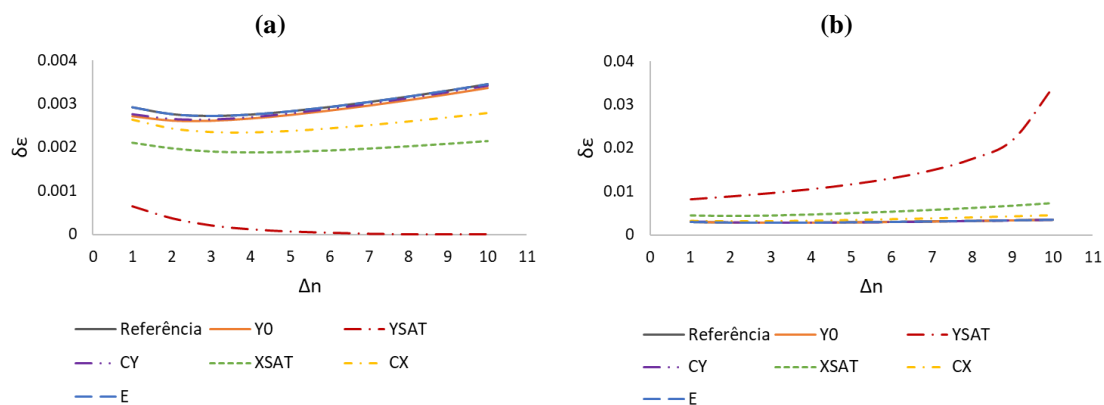 (a)
0.004
0.003
0.002
0.001
0
δε
0 1 2 3 4 5 6 7 8 9 10 11
Δn
Referência Y0 YSAT
CY XSAT CX
E
(b)
0.04
0.03
0.02
0.01
0
δε
0 1 2 3 4 5 6 7 8 9 10 11
Δn
Referência Y0 YSAT
CY XSAT CX
E